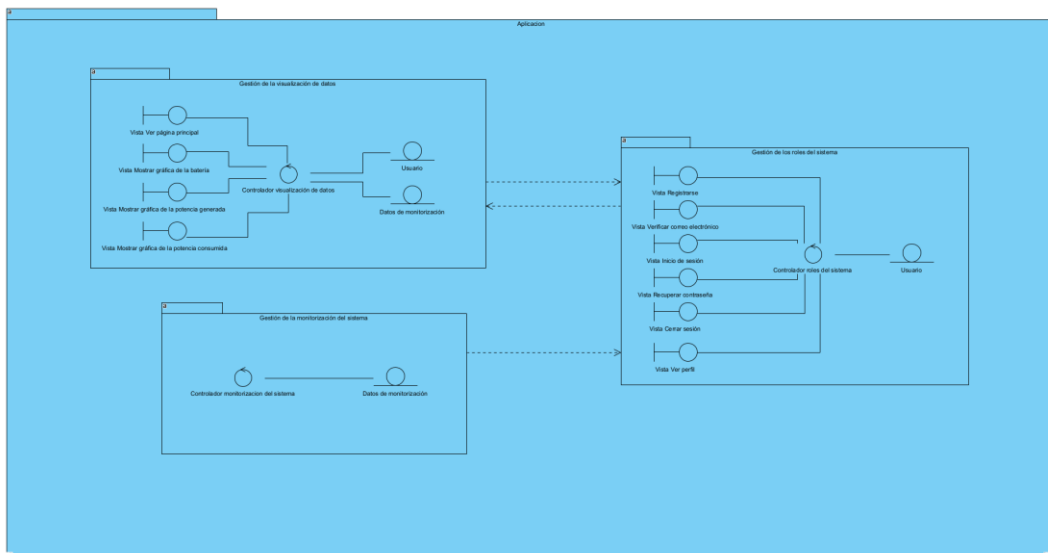 Aplicacion
Gestión de la visualización de datos
Vista Ver página principal
Vista Mostrar gráfica de la batería
Vista Mostrar gráfica de la potencia generada
Vista Mostrar gráfica de la potencia consumida
Controlador visualización de datos
Usuario
Datos de monitorización
Gestión de los roles del sistema
Vista Registrarse
Vista Verificar correo electrónico
Vista Inicio de sesión
Vista Recuperar contraseña
Vista Cerrar sesión
Vista Ver perfil
Controlador roles del sistema
Usuario
Gestión de la monitorización del sistema
Controlador monitorizacion del sistema
Datos de monitorización